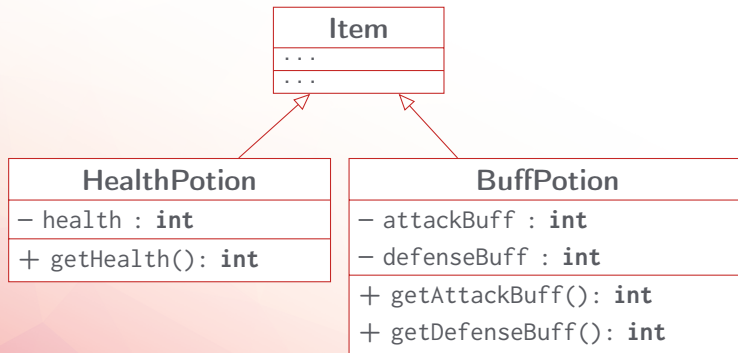 Item
...
...
HealthPotion
− health : int
+ getHealth(): int
BuffPotion
− attackBuff : int
− defenseBuff : int
+ getAttackBuff(): int
+ getDefenseBuff(): int